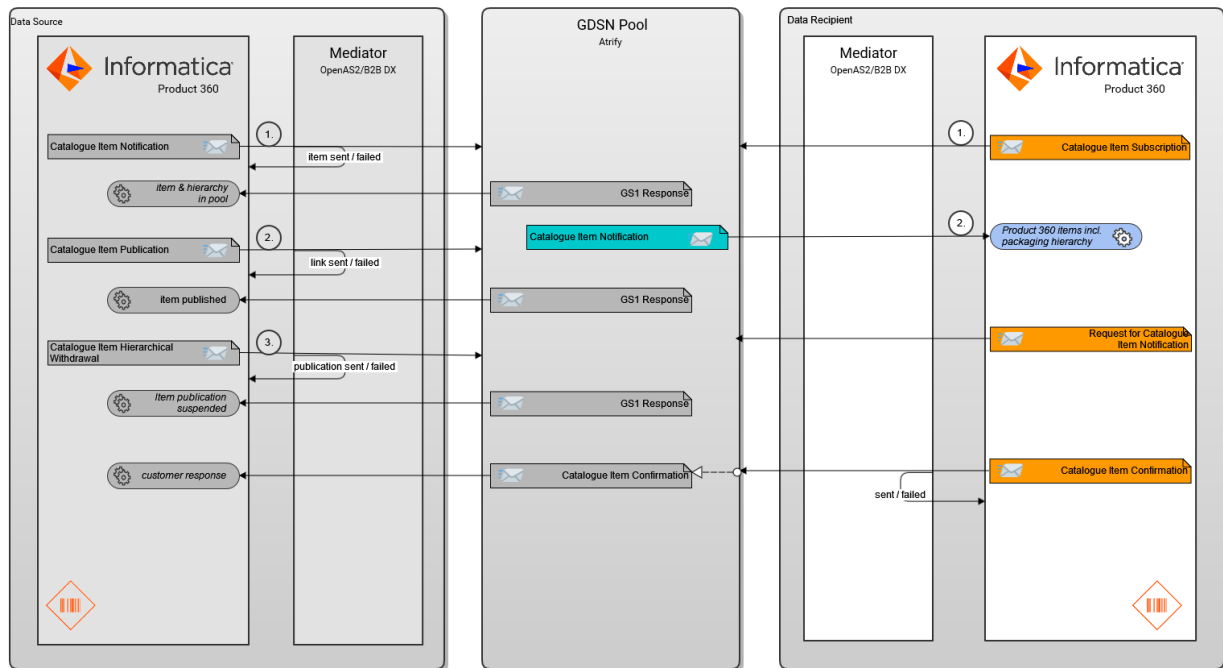 Data Source
Informatica
Product 360
Mediator
OpenAS2/B2B DX
GDSN Pool
Atrify
Data Recipient
Mediator
OpenAS2/B2B DX
Informatica
Product 360
Catalogue Item Notification
1.
item sent / failed
1.
Catalogue Item Subscription
item & hierarchy
in pool
GS1 Response
Catalogue Item Publication
2.
link sent / failed
Catalogue Item Notification
2.
Product 360 items incl.
packaging hierarchy
item published
GS1 Response
Catalogue Item Hierarchical
Withdrawal
3.
publication sent / failed
Request for Catalogue
Item Notification
Item publication
suspended
GS1 Response
customer response
Catalogue Item Confirmation
Catalogue Item Confirmation
sent / failed